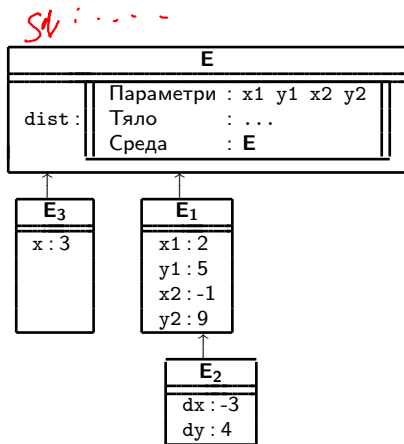 E
dist : Параметри : x1 y1 x2 y2
Тяло : ...
Среда : E
E₃
x : 3
E₁
x1 : 2
y1 : 5
x2 : -1
y2 : 9
E₂
dx : -3
dy : 4